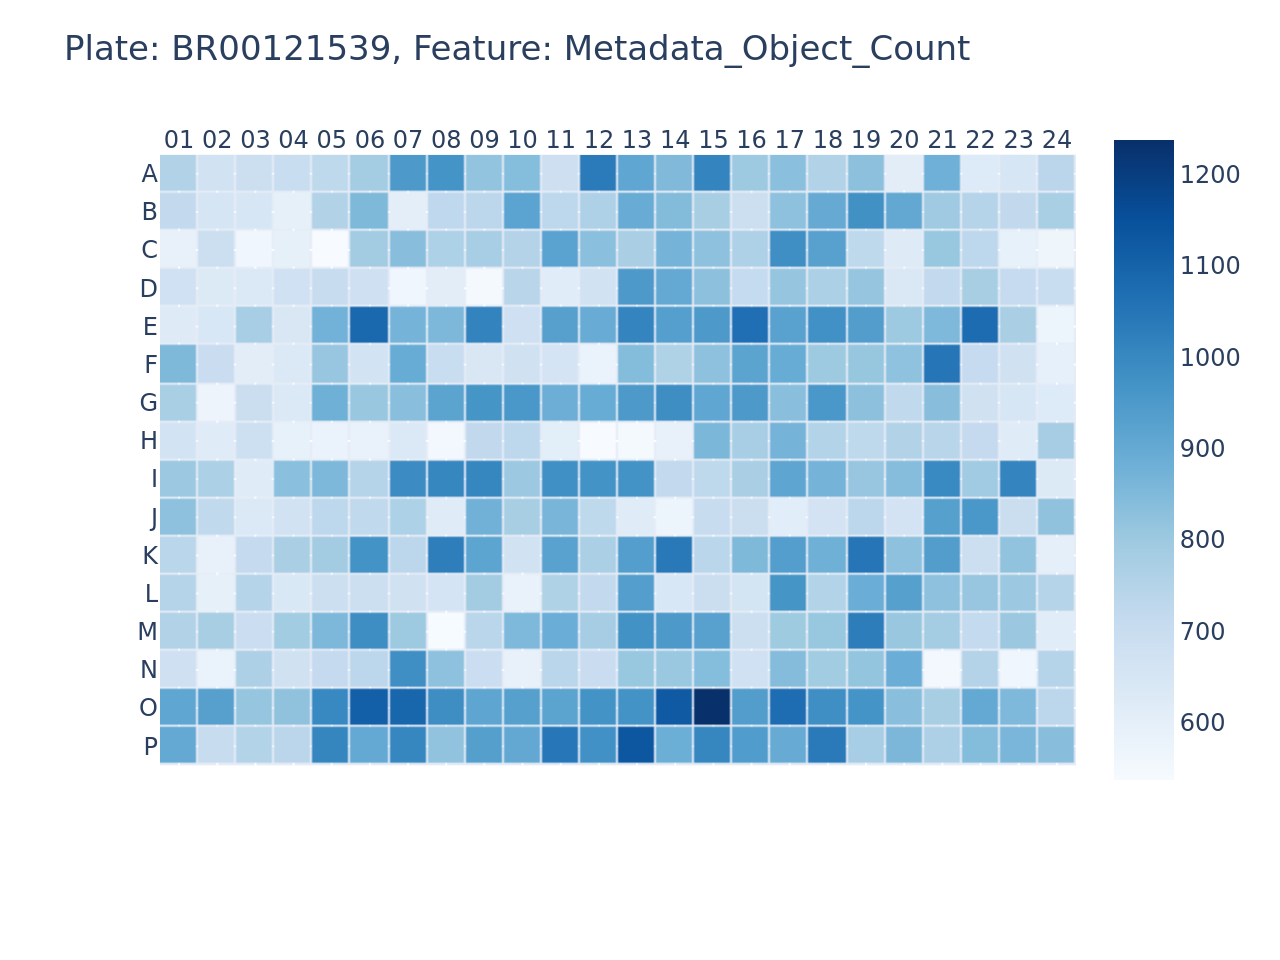 Plate: BR00121539, Feature: Metadata_Object_Count
01 02 03 04 05 06 07 08 09 10 11 12 13 14 15 16 17 18 19 20 21 22 23 24
A
B
C
D
E
F
G
H
I
J
K
L
M
N
O
P
1200
1100
1000
900
800
700
600